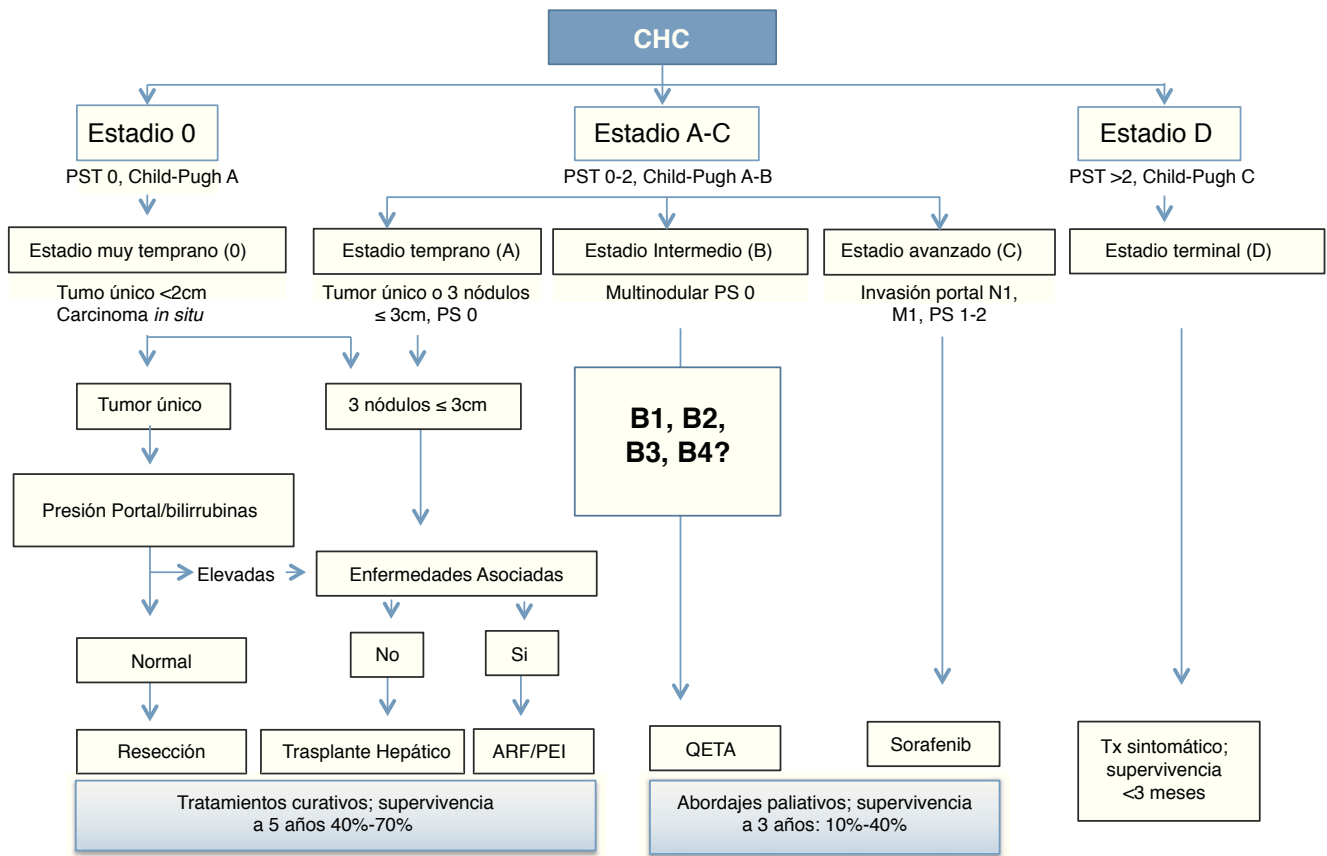 CHC
Estadio 0
Estadio A-C
Estadio D
PST 0, Child-Pugh A
PST 0-2, Child-Pugh A-B
PST >2, Child-Pugh C
Estadio muy temprano (0)
Estadio temprano (A)
Estadio Intermedio (B)
Estadio avanzado (C)
Estadio terminal (D)
Tumo único <2cm
Carcinoma in situ
Tumor único o 3 nódulos
≤ 3cm, PS 0
Multinodular PS 0
Invasión portal N1,
M1, PS 1-2
Tumor único
3 nódulos ≤ 3cm
B1, B2,
B3, B4?
Presión Portal/bilirrubinas
Elevadas
Enfermedades Asociadas
Normal
No
Si
Resección
Trasplante Hepático
ARF/PEI
QETA
Sorafenib
Tx sintomático;
supervivencia
<3 meses
Tratamientos curativos; supervivencia
a 5 años 40%-70%
Abordajes paliativos; supervivencia
a 3 años: 10%-40%